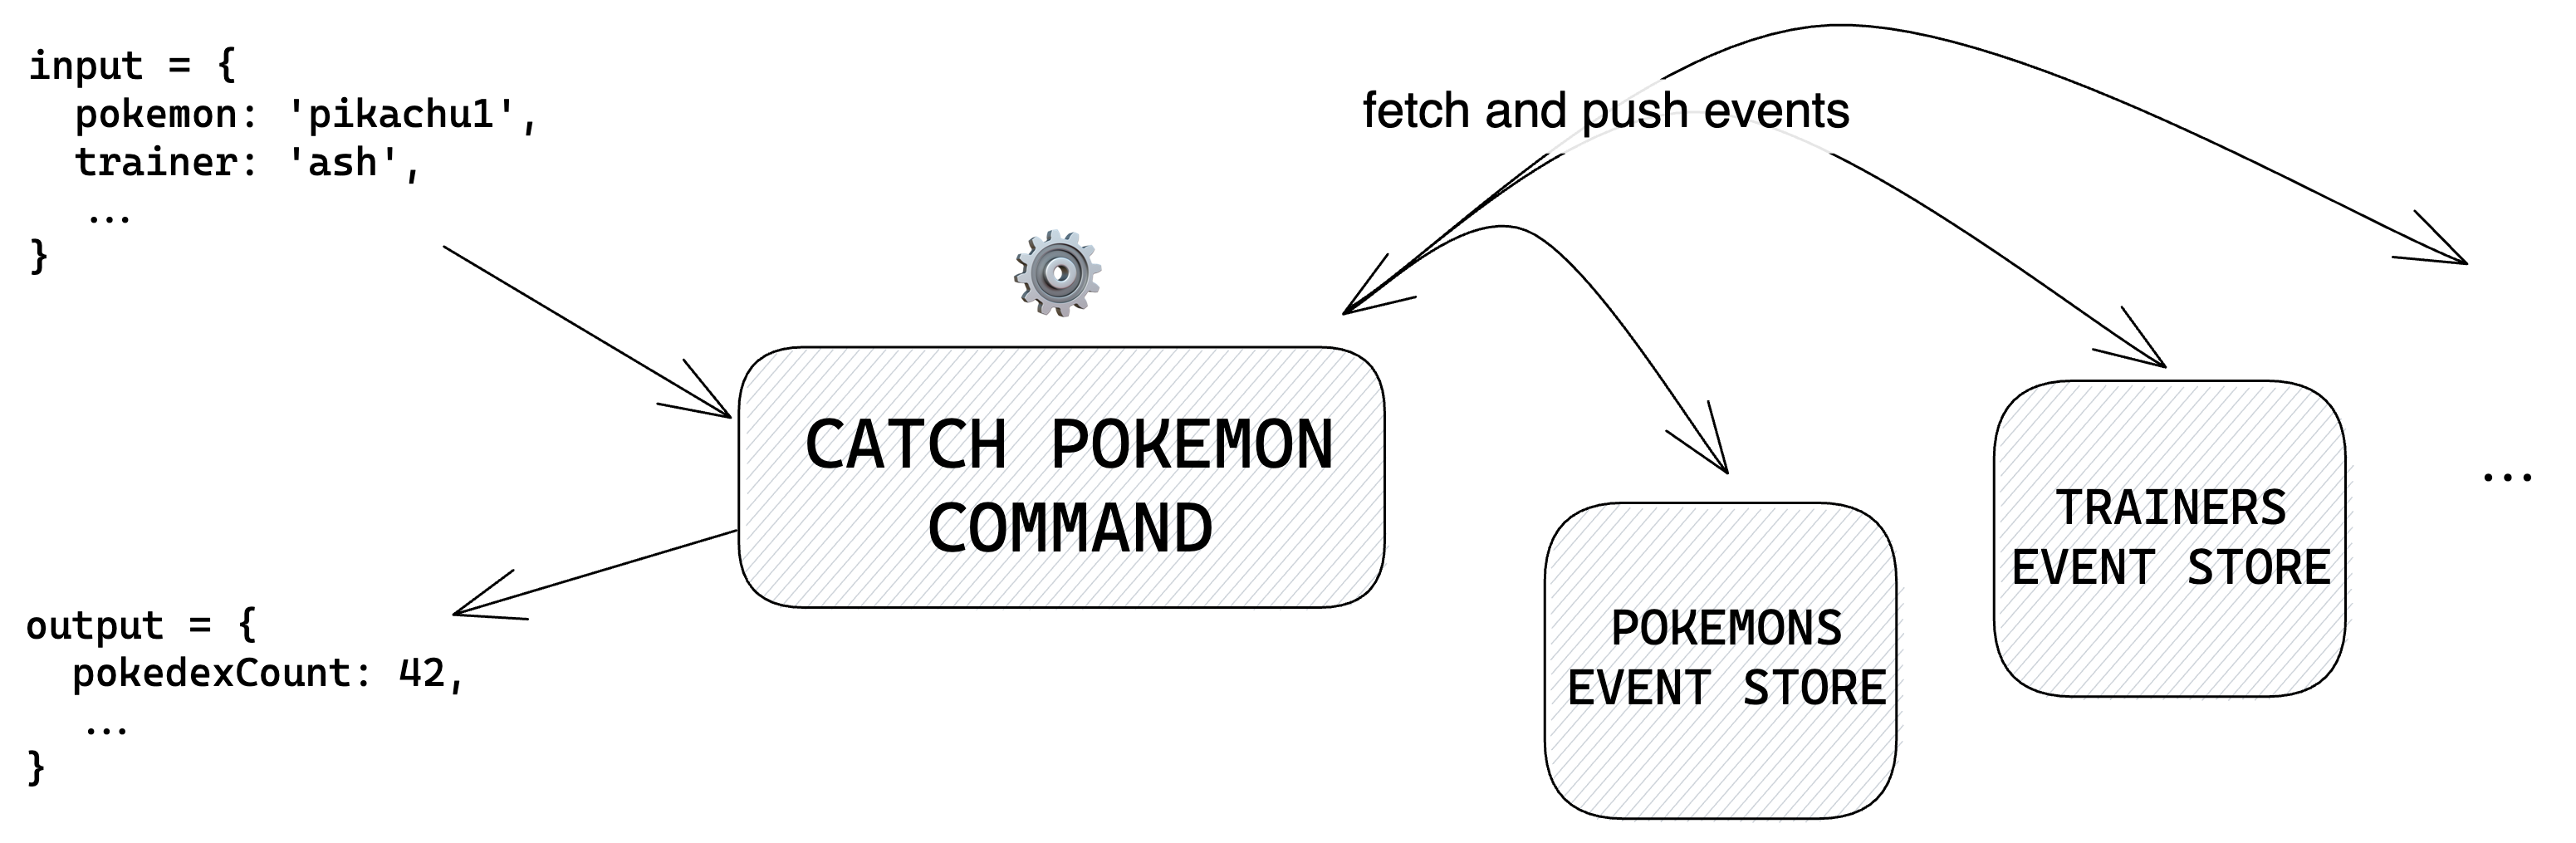 input = {
pokemon: 'pikachu1',
trainer: 'ash',
...
}
fetch and push events
CATCH POKEMON
COMMAND
output = {
pokedexCount: 42,
...
}
POKEMONS
EVENT STORE
TRAINERS
EVENT STORE
...